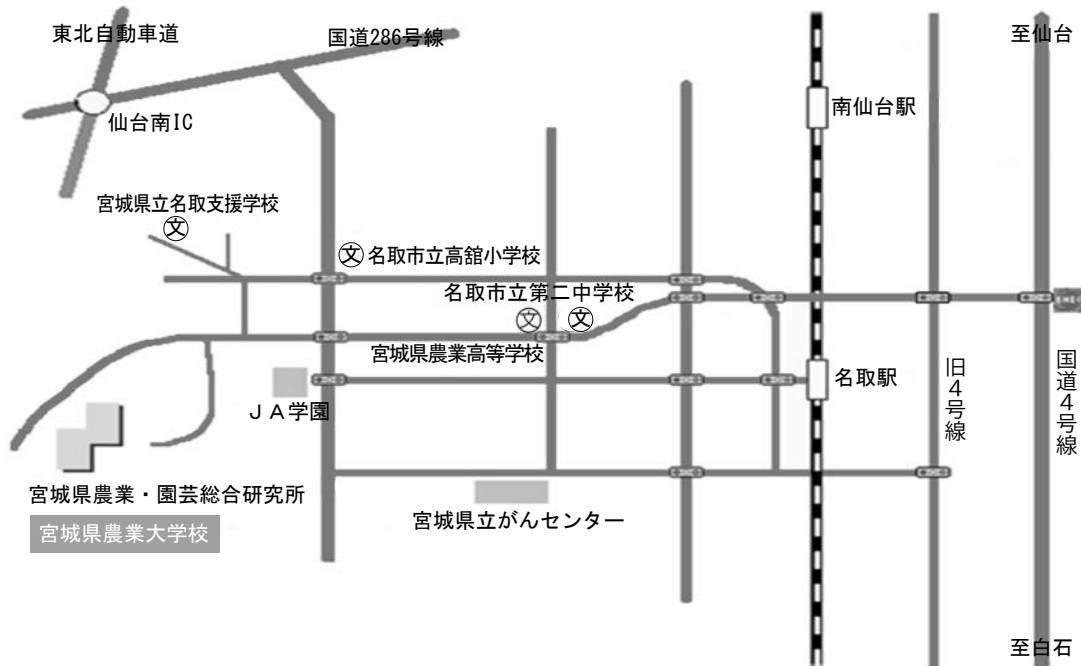 東北自動車道
国道286号線
至仙台
仙台南IC
南仙台駅
宮城県立名取支援学校
文
文
名取市立高舘小学校
名取市立第二中学校
文
文
宮城県農業高等学校
名取駅
旧4号線
国道4号線
ＪＡ学園
宮城県農業・園芸総合研究所
宮城県農業大学校
宮城県立がんセンター
至白石